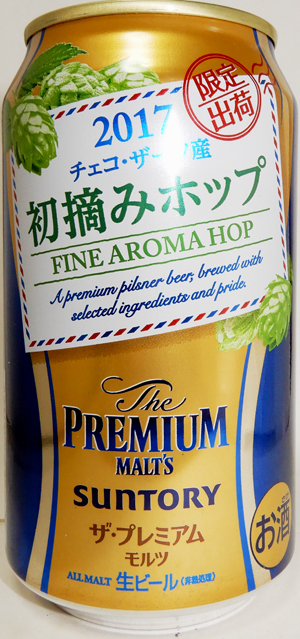 限定
出荷
2017
チェコ・ザーツ産
初摘みホップ
FINE AROMA HOP
A premium pilsner beer, brewed with
selected ingredients and pride.
The
PREMIUM
MALT'S
SUNTORY
ザ・プレミアム
モルツ
お酒
ALL MALT 生ビール (非熱処理)